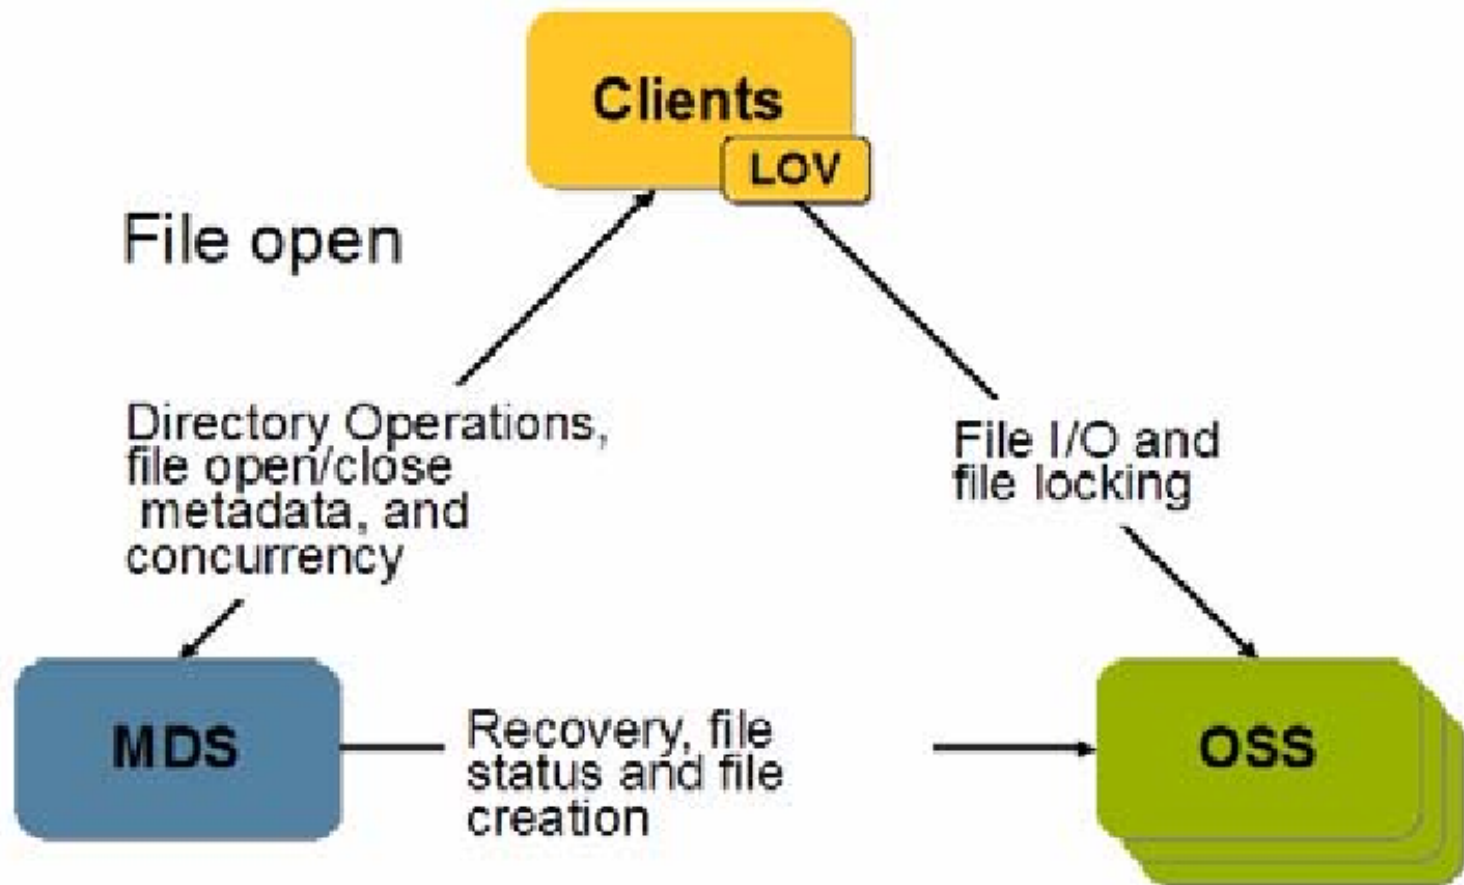 Clients
LOV
File open
Directory Operations,
file open/close
metadata, and
concurrency
File I/O and
file locking
MDS
Recovery, file
status and file
creation
OSS